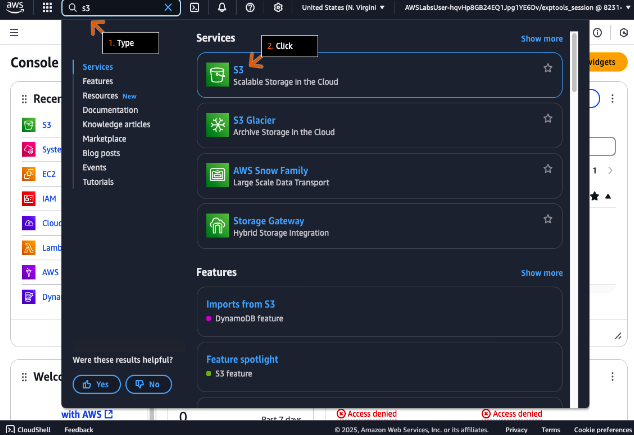 aws
s3
United States (N. Virgini
AWSLabsUser-hqvHp8GB24EQ1Jpg1YE6Dv/exptools_session @ 8231-
1. Type
2. Click
Console
widgets
Services
Show more
Services
Features
Resources New
Documentation
Knowledge articles
Marketplace
Blog posts
Events
Tutorials
S3
Scalable Storage in the Cloud
S3 Glacier
Archive Storage in the Cloud
AWS Snow Family
Large Scale Data Transport
Storage Gateway
Hybrid Storage Integration
Features
Show more
Imports from S3
DynamoDB feature
Feature spotlight
S3 feature
Recen
S3
Syste
EC2
IAM
Cloud
Lamb
AWS
Dyna
1
Were these results helpful?
Yes
No
Welco
with AWS
0
Past 7 days
Access denied
Access denied
CloudShell
Feedback
© 2025, Amazon Web Services, Inc. or its affiliates.
Privacy
Terms
Cookie preferences